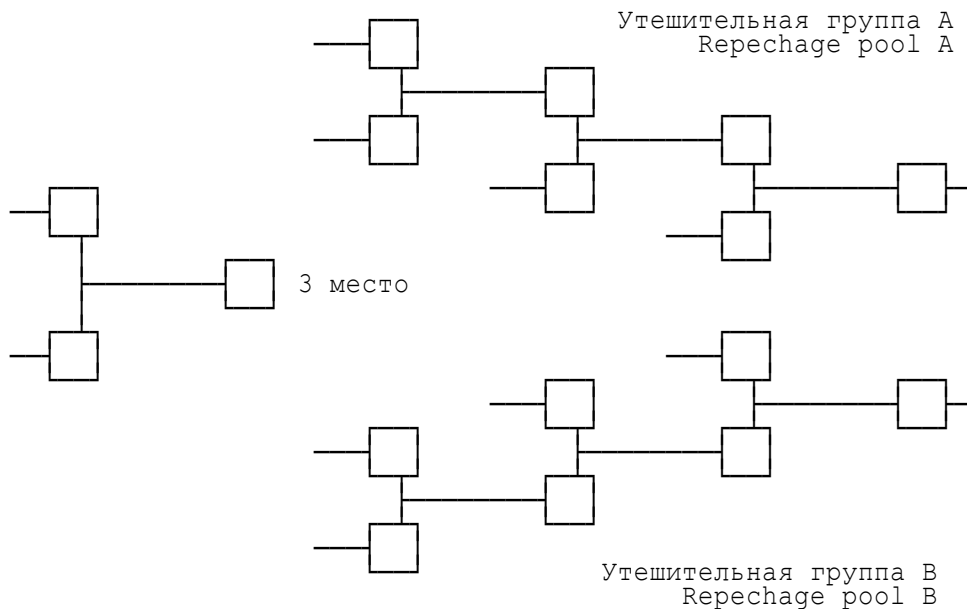 Утешительная группа А
Repechage pool A
3 место
Утешительная группа В
Repechage pool B